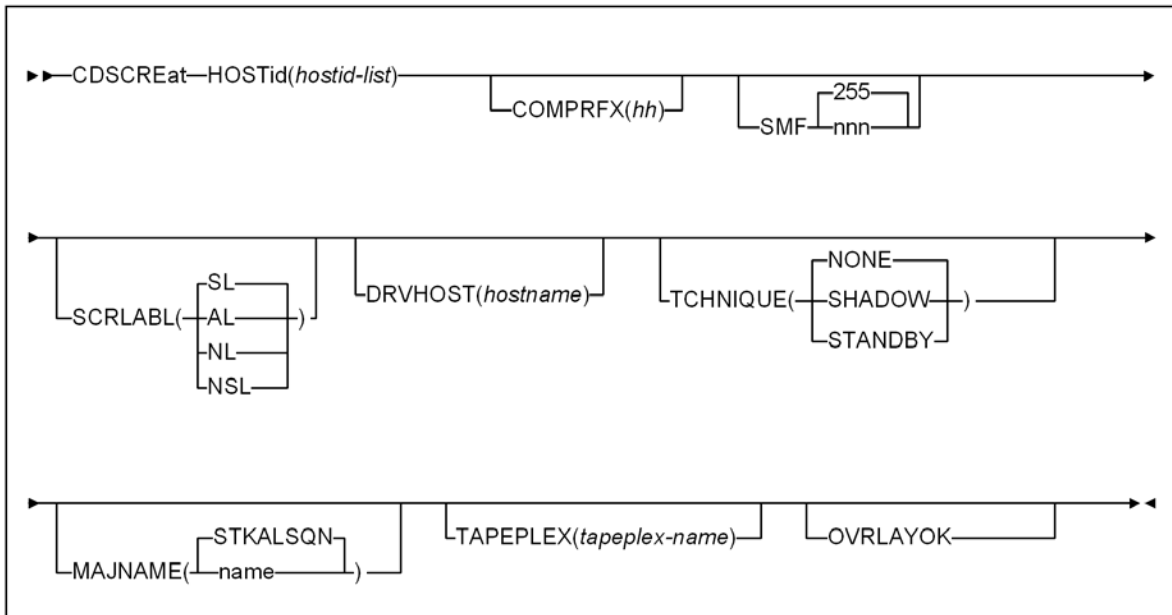 CDSCREat HOSTid(hostid-list)
COMPRFX(hh)
SMF
255
nnn
SCRLABL(
SL
AL
NL
NSL
)
DRVHOST(hostname)
TCHNIQUE(
NONE
SHADOW
STANDBY
)
MAJNAME(
STKALSQN
name
)
TAPEPLEX(tapeplex-name)
OVRLAYOK